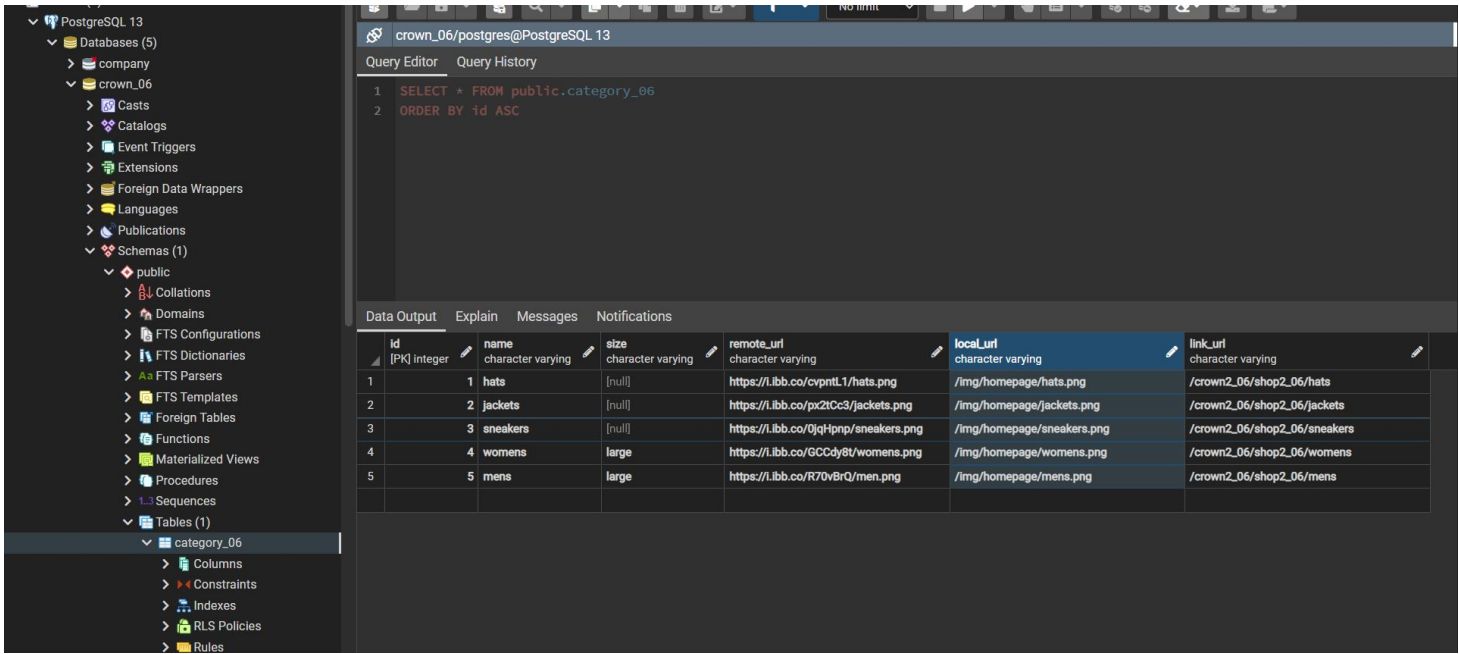 PostgreSQL 13
Databases (5)
company
crown_06
Casts
Catalogs
Event Triggers
Extensions
Foreign Data Wrappers
Languages
Publications
Schemas (1)
public
Collations
Domains
FTS Configurations
FTS Dictionaries
Aa FTS Parsers
FTS Templates
Foreign Tables
Functions
Materialized Views
Procedures
1..3 Sequences
Tables (1)
category_06
Columns
Constraints
Indexes
RLS Policies
Rules
No limit
crown_06/postgres@PostgreSQL 13
Query Editor Query History
1 SELECT * FROM public.category_06
2 ORDER BY id ASC
Data Output Explain Messages Notifications
id name size remote_url local_url link_url
[PK] integer character varying character varying character varying character varying character varying
1 1 hats [null] https://i.ibb.co/cvpntL1/hats.png /img/homepage/hats.png /crown2_06/shop2_06/hats
2 2 jackets [null] https://i.ibb.co/px2tCc3/jackets.png /img/homepage/jackets.png /crown2_06/shop2_06/jackets
3 3 sneakers [null] https://i.ibb.co/0jqHpnp/sneakers.png /img/homepage/sneakers.png /crown2_06/shop2_06/sneakers
4 4 womens large https://i.ibb.co/GCCdy8t/womens.png /img/homepage/womens.png /crown2_06/shop2_06/womens
5 5 mens large https://i.ibb.co/R70vBrQ/men.png /img/homepage/mens.png /crown2_06/shop2_06/mens